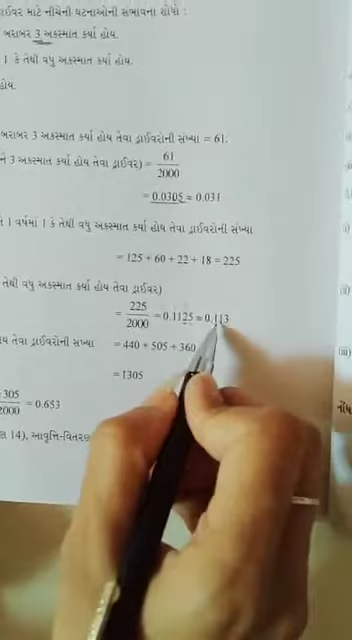 ાઈવર માટે નીચેની ઘટનાઓની સંભાવના શોધો :
બરાબર 3 અકસ્માત કર્યા હોય.
1 કે તેથી વધુ અકસ્માત કર્યા હોય.
હોય.
બરાબર 3 અકસ્માત કર્યા હોય તેવા ડ્રાઈવરોની સંખ્યા = 61.
ને 3 અકસ્માત કર્યા હોય તેવા ડ્રાઈવર) = 61/2000
= 0.0305 ≈ 0.031
ને 1 વર્ષમાં 1 કે તેથી વધુ અકસ્માત કર્યા હોય તેવા ડ્રાઈવરોની સંખ્યા
= 125 + 60 + 22 + 18 = 225
તેથી વધુ અકસ્માત કર્યા હોય તેવા ડ્રાઈવર)
= 225/2000 = 0.1125 ≈ 0.113
ય તેવા ડ્રાઈવરોની સંખ્યા = 440 + 505 + 360
= 1305
305/2000 = 0.653
14), આવૃત્તિ-વિતરણ
(i)
(ii)
(iii)
નોંધ